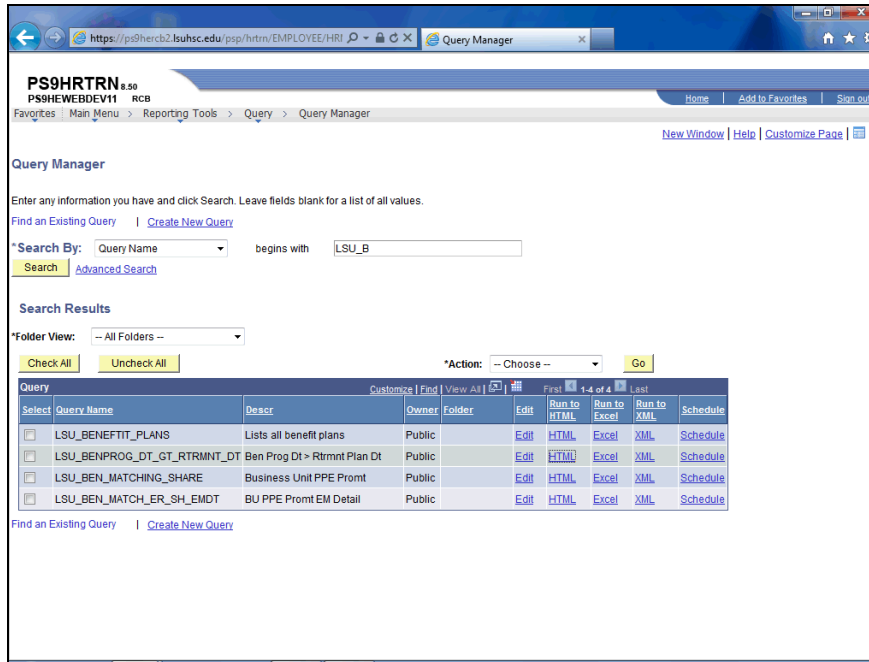 https://ps9hercb2.lsuhsc.edu/psp/hrtrn/EMPLOYEE/HRI
Query Manager
PS9HRTRN 8.50
PS9HEWEBDEV11 RCB
Home | Add to Favorites | Sign out
Favorites Main Menu > Reporting Tools > Query > Query Manager
New Window | Help | Customize Page |
Query Manager
Enter any information you have and click Search. Leave fields blank for a list of all values.
Find an Existing Query | Create New Query
*Search By: Query Name begins with LSU_B
Search Advanced Search
Search Results
*Folder View: -- All Folders --
Check All Uncheck All *Action: -- Choose -- Go
Query Customize | Find | View All | | First 1-4 of 4 Last
Select Query Name Descr Owner Folder Edit Run to HTML Run to Excel Run to XML Schedule
LSU_BENEFTIT_PLANS Lists all benefit plans Public Edit HTML Excel XML Schedule
LSU_BENPROG_DT_GT_RTRMNT_DT Ben Prog Dt > Rtrmnt Plan Dt Public Edit HTML Excel XML Schedule
LSU_BEN_MATCHING_SHARE Business Unit PPE Promt Public Edit HTML Excel XML Schedule
LSU_BEN_MATCH_ER_SH_EMDT BU PPE Promt EM Detail Public Edit HTML Excel XML Schedule
Find an Existing Query | Create New Query